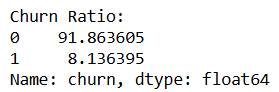 Churn Ratio:
0    91.863605
1     8.136395
Name: churn, dtype: float64